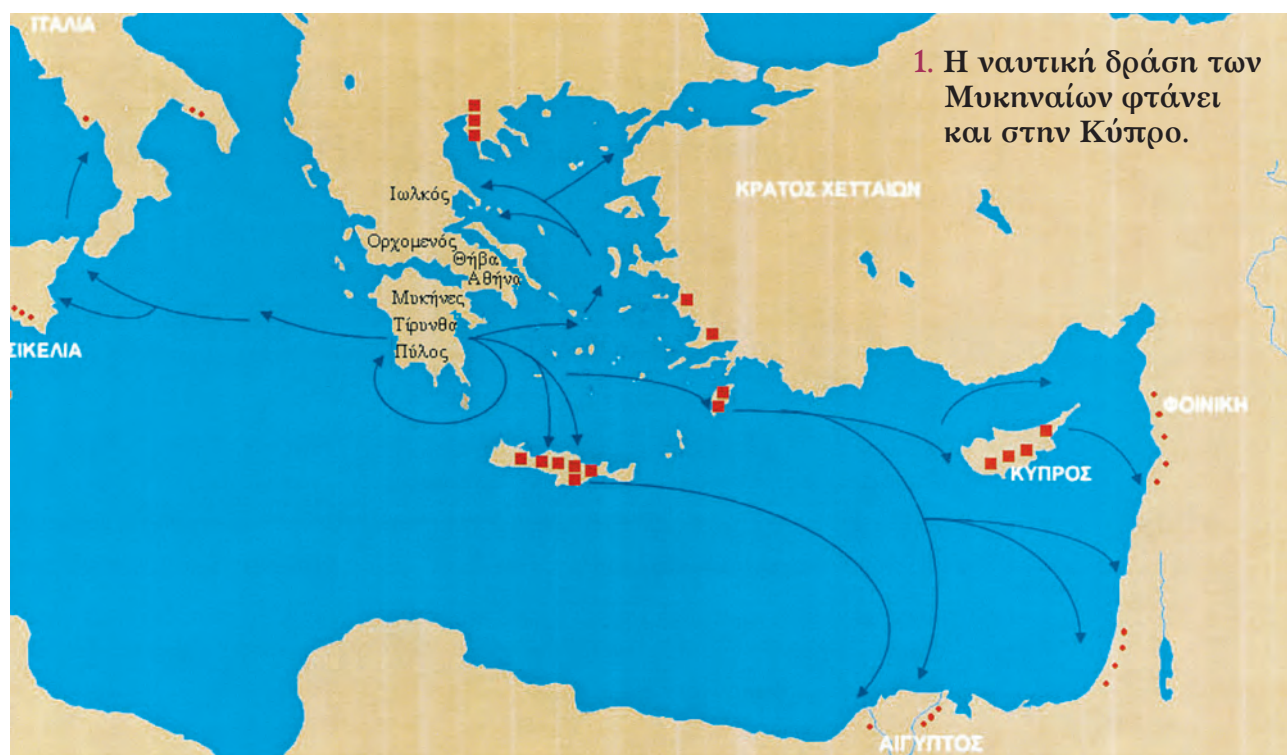 ΙΤΑΛΙΑ
1. Η ναυτική δράση των
Μυκηναίων φτάνει
και στην Κύπρο.
ΚΡΑΤΟΣ ΧΕΤΤΑΙΩΝ
Ιωλκός
Ορχομενός
Θήβα
Αθήνα
Μυκήνες
Τίρυνθα
Πύλος
ΣΙΚΕΛΙΑ
ΦΟΙΝΙΚΗ
ΚΥΠΡΟΣ
ΑΙΓΥΠΤΟΣ